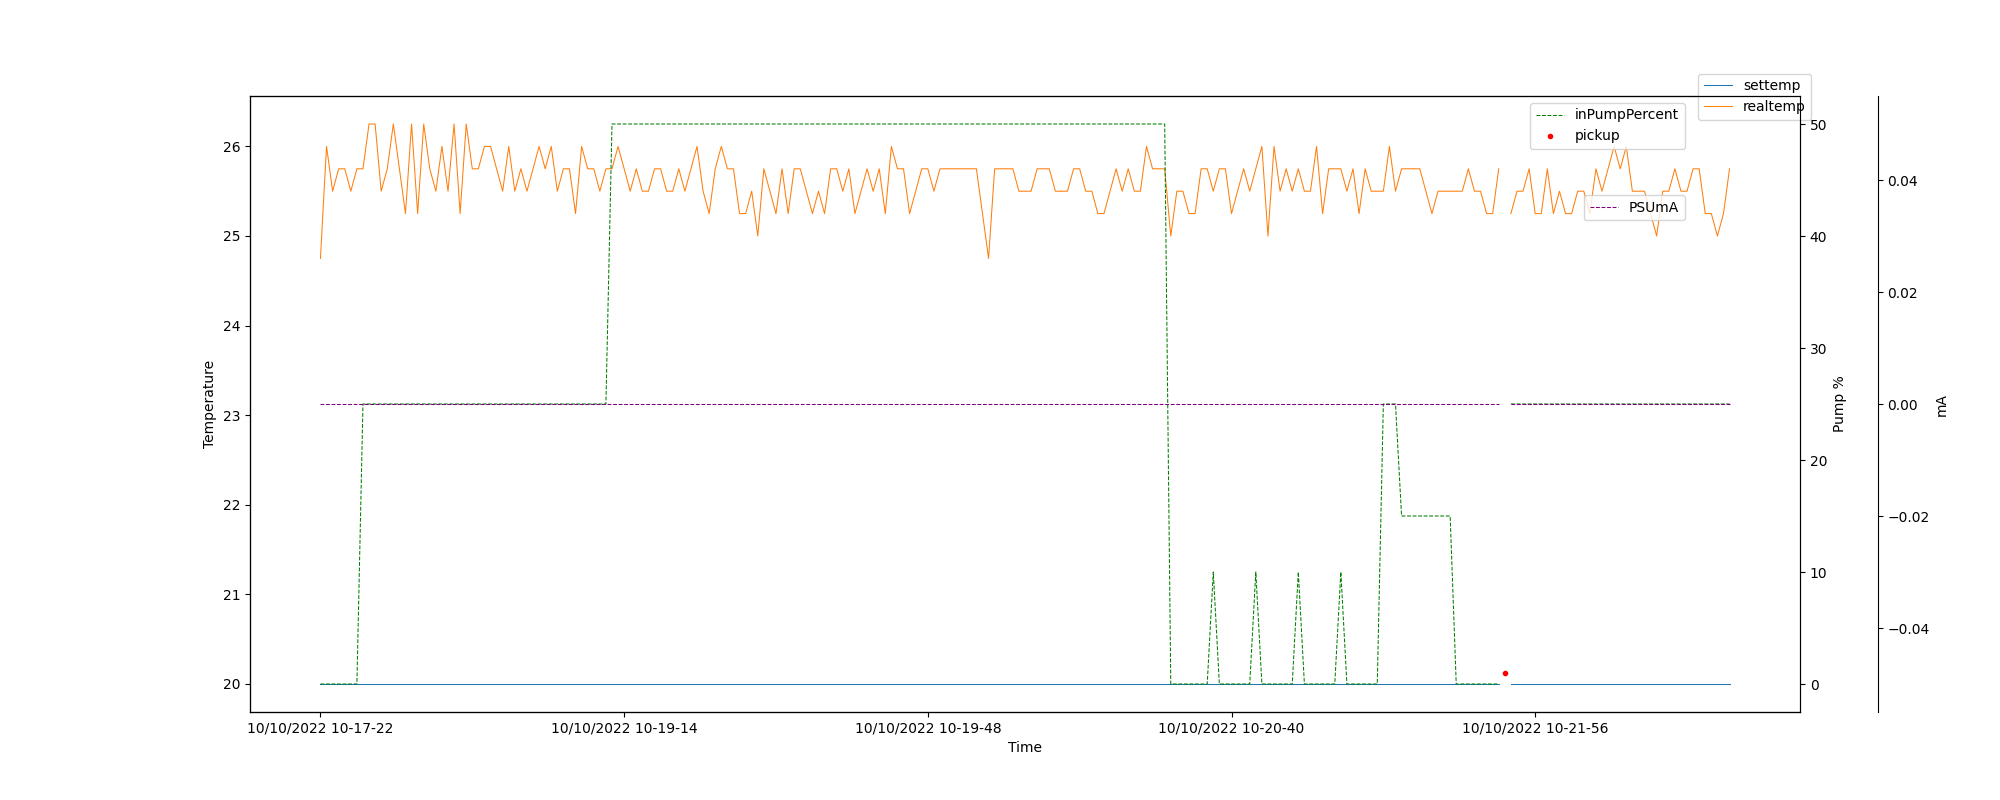 settemp
realtemp
inPumpPercent
pickup
PSUmA
26
25
24
23
22
21
20
Temperature
50
40
30
20
10
0
Pump %
0.04
0.02
0.00
−0.02
−0.04
mA
10/10/2022 10-17-22
10/10/2022 10-19-14
10/10/2022 10-19-48
10/10/2022 10-20-40
10/10/2022 10-21-56
Time